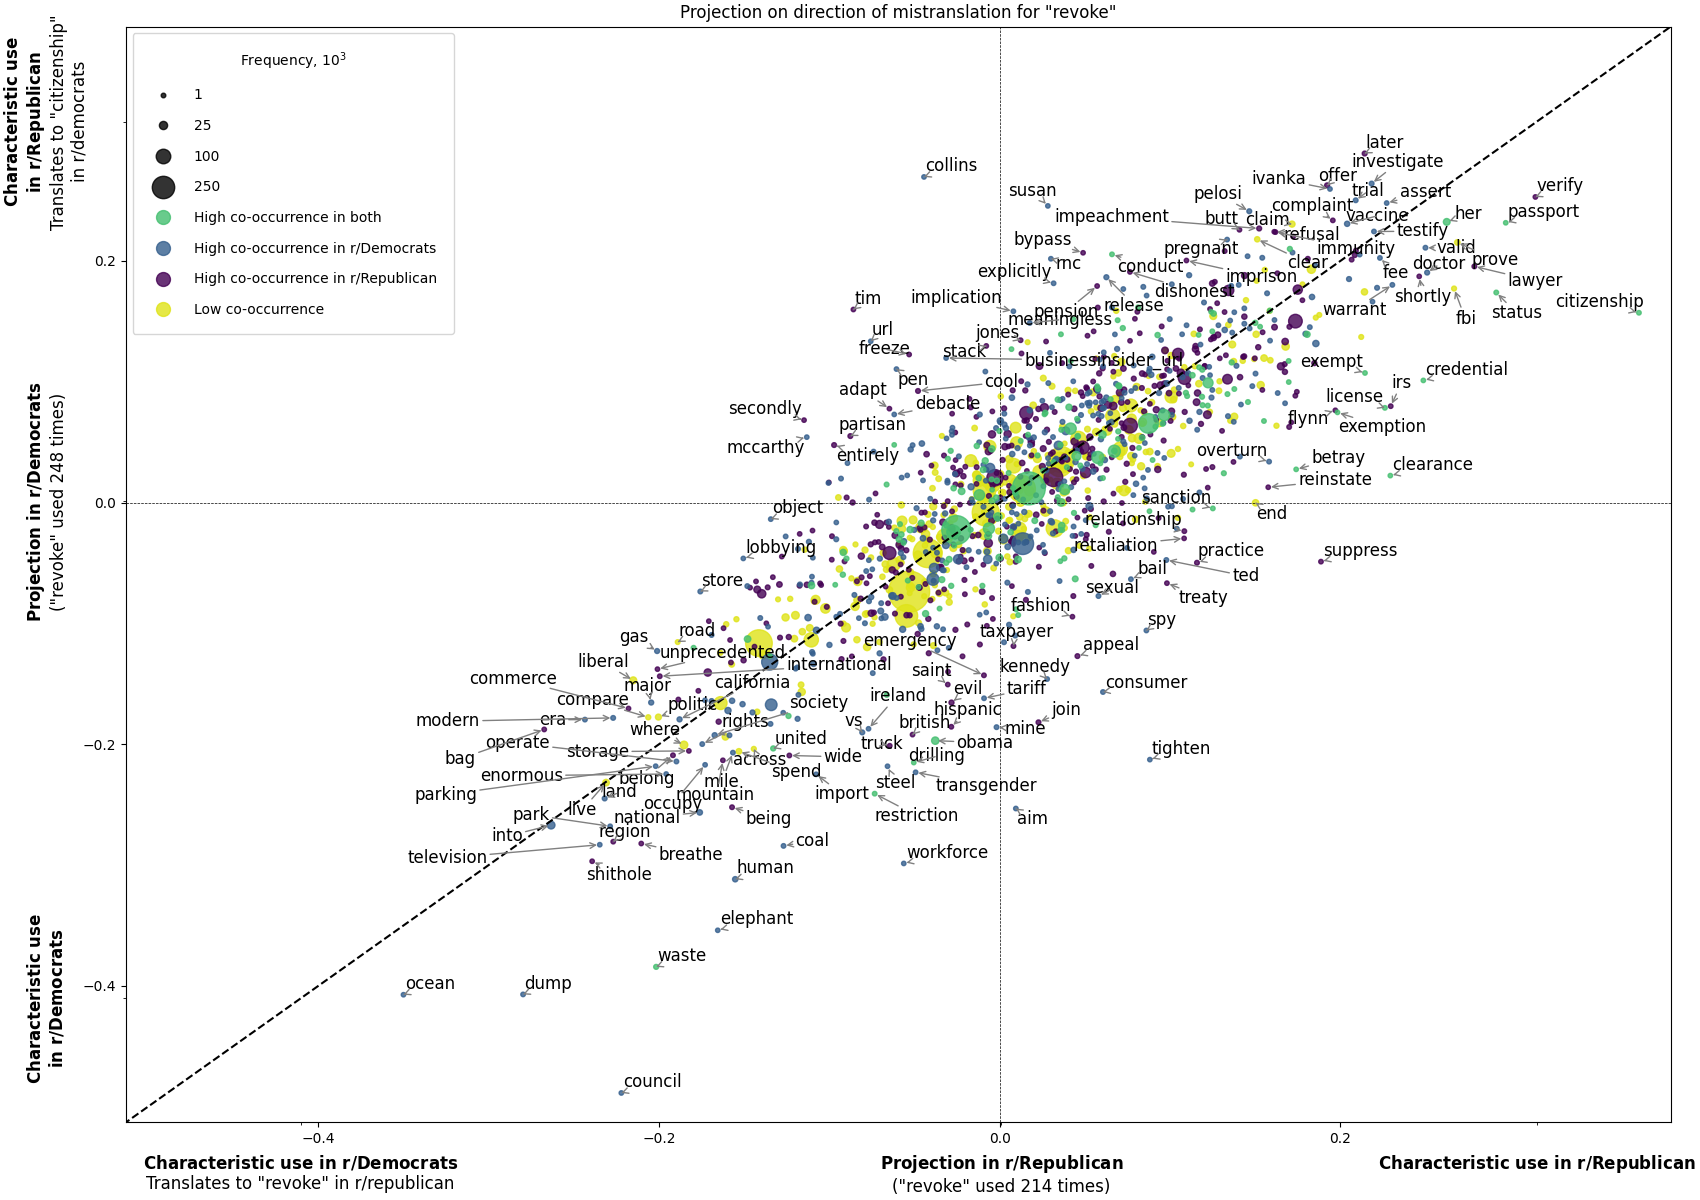 Projection on direction of mistranslation for "revoke"
Characteristic use
in r/Republican
Translates to "citizenship"
in r/democrats
Projection in r/Democrats
("revoke" used 248 times)
Characteristic use
in r/Democrats
Frequency, 10³
1
25
100
250
High co-occurrence in both
High co-occurrence in r/Democrats
High co-occurrence in r/Republican
Low co-occurrence
0.2
0.0
−0.2
−0.4
collins
susan
later
investigate
ivanka
offer
trial
assert
verify
pelosi
complaint
vaccine
her
passport
impeachment
butt
claim
refusal
testify
bypass
pregnant
immunity
valid
rnc
conduct
clear
fee
doctor
prove
explicitly
imprison
lawyer
tim
implication
dishonest
shortly
citizenship
pension
release
warrant
status
fbi
meaningless
url
jones
freeze
stack
businessinsider_url
exempt
credential
pen
cool
irs
adapt
debacle
license
secondly
partisan
flynn
exemption
mccarthy
entirely
overturn
betray
clearance
reinstate
object
sanction
end
relationship
lobbying
retaliation
practice
suppress
store
bail
ted
sexual
treaty
fashion
spy
road
gas
emergency
taxpayer
appeal
liberal
unprecedented
international
saint
kennedy
commerce
major
california
evil
tariff
consumer
compare
politic
society
ireland
hispanic
modern
era
where
rights
vs
british
join
mine
operate
storage
united
truck
obama
tighten
bag
across
wide
drilling
enormous
belong
mile
spend
steel
transgender
parking
land
mountain
import
live
occupy
restriction
park
national
being
aim
into
region
coal
television
breathe
workforce
shithole
human
elephant
waste
ocean
dump
council
−0.4
−0.2
0.0
0.2
Characteristic use in r/Democrats
Translates to "revoke" in r/republican
Projection in r/Republican
("revoke" used 214 times)
Characteristic use in r/Republican